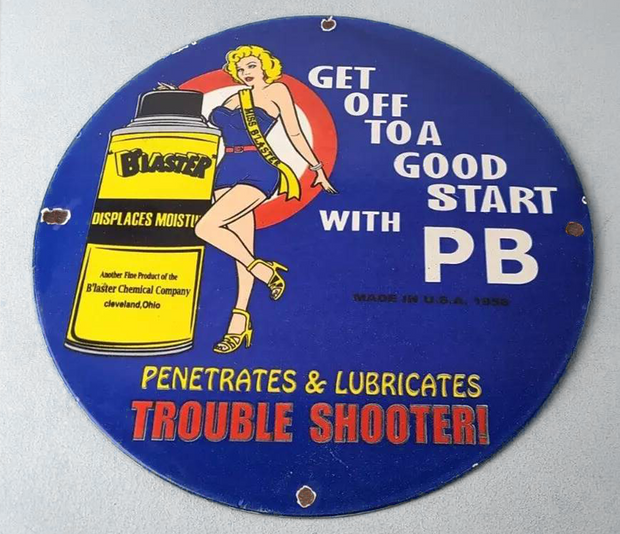 GET
OFF
TO A
GOOD
START
WITH PB
MADE IN U.S.A. 1958
MISS B'LASTER
"B'LASTER"
DISPLACES MOISTU
Another Fine Product of the
B'laster Chemical Company
cleveland,Ohio
PENETRATES & LUBRICATES
TROUBLE SHOOTER!